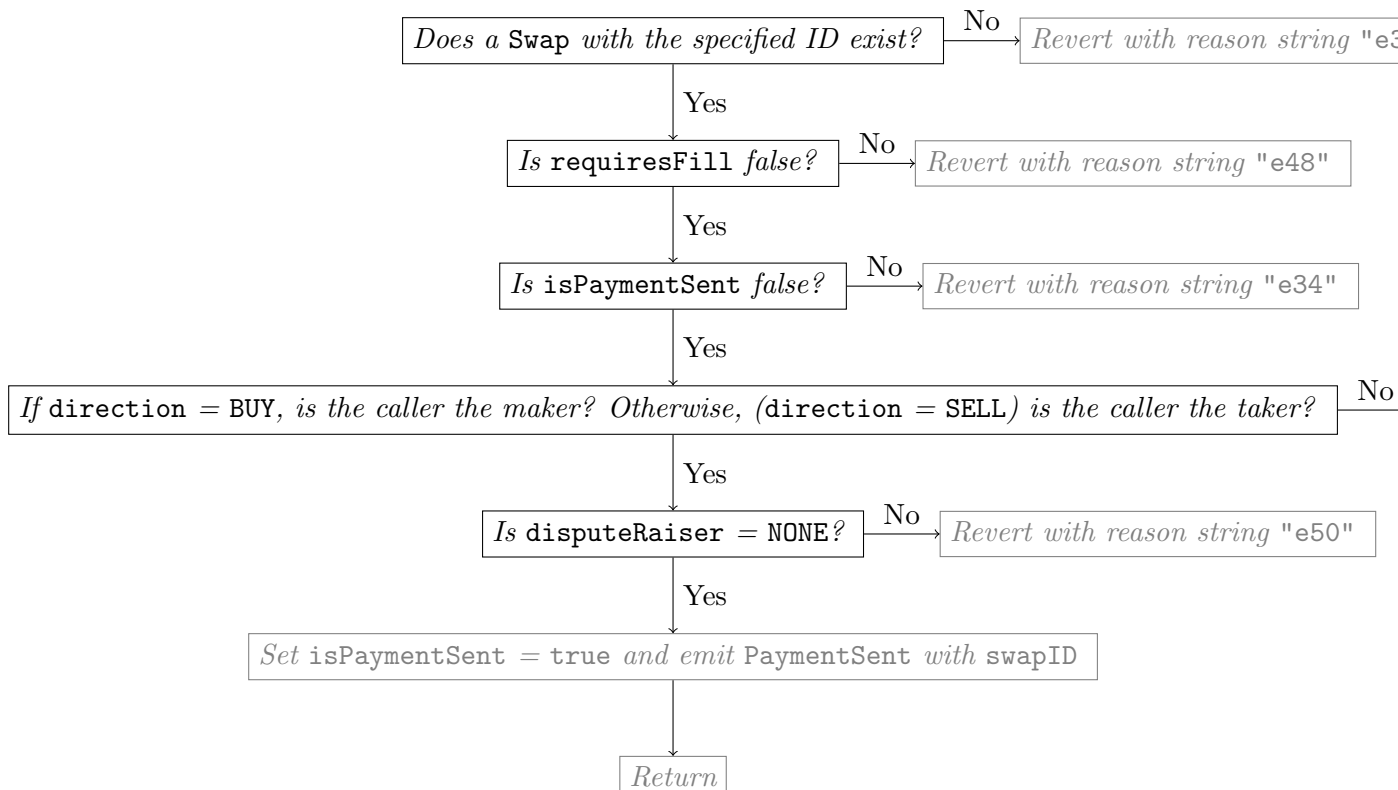 Does a Swap with the specified ID exist?
No
Revert with reason string "e3
Yes
Is requiresFill false?
No
Revert with reason string "e48"
Yes
Is isPaymentSent false?
No
Revert with reason string "e34"
Yes
If direction = BUY, is the caller the maker? Otherwise, (direction = SELL) is the caller the taker?
No
Yes
Is disputeRaiser = NONE?
No
Revert with reason string "e50"
Yes
Set isPaymentSent = true and emit PaymentSent with swapID
Return